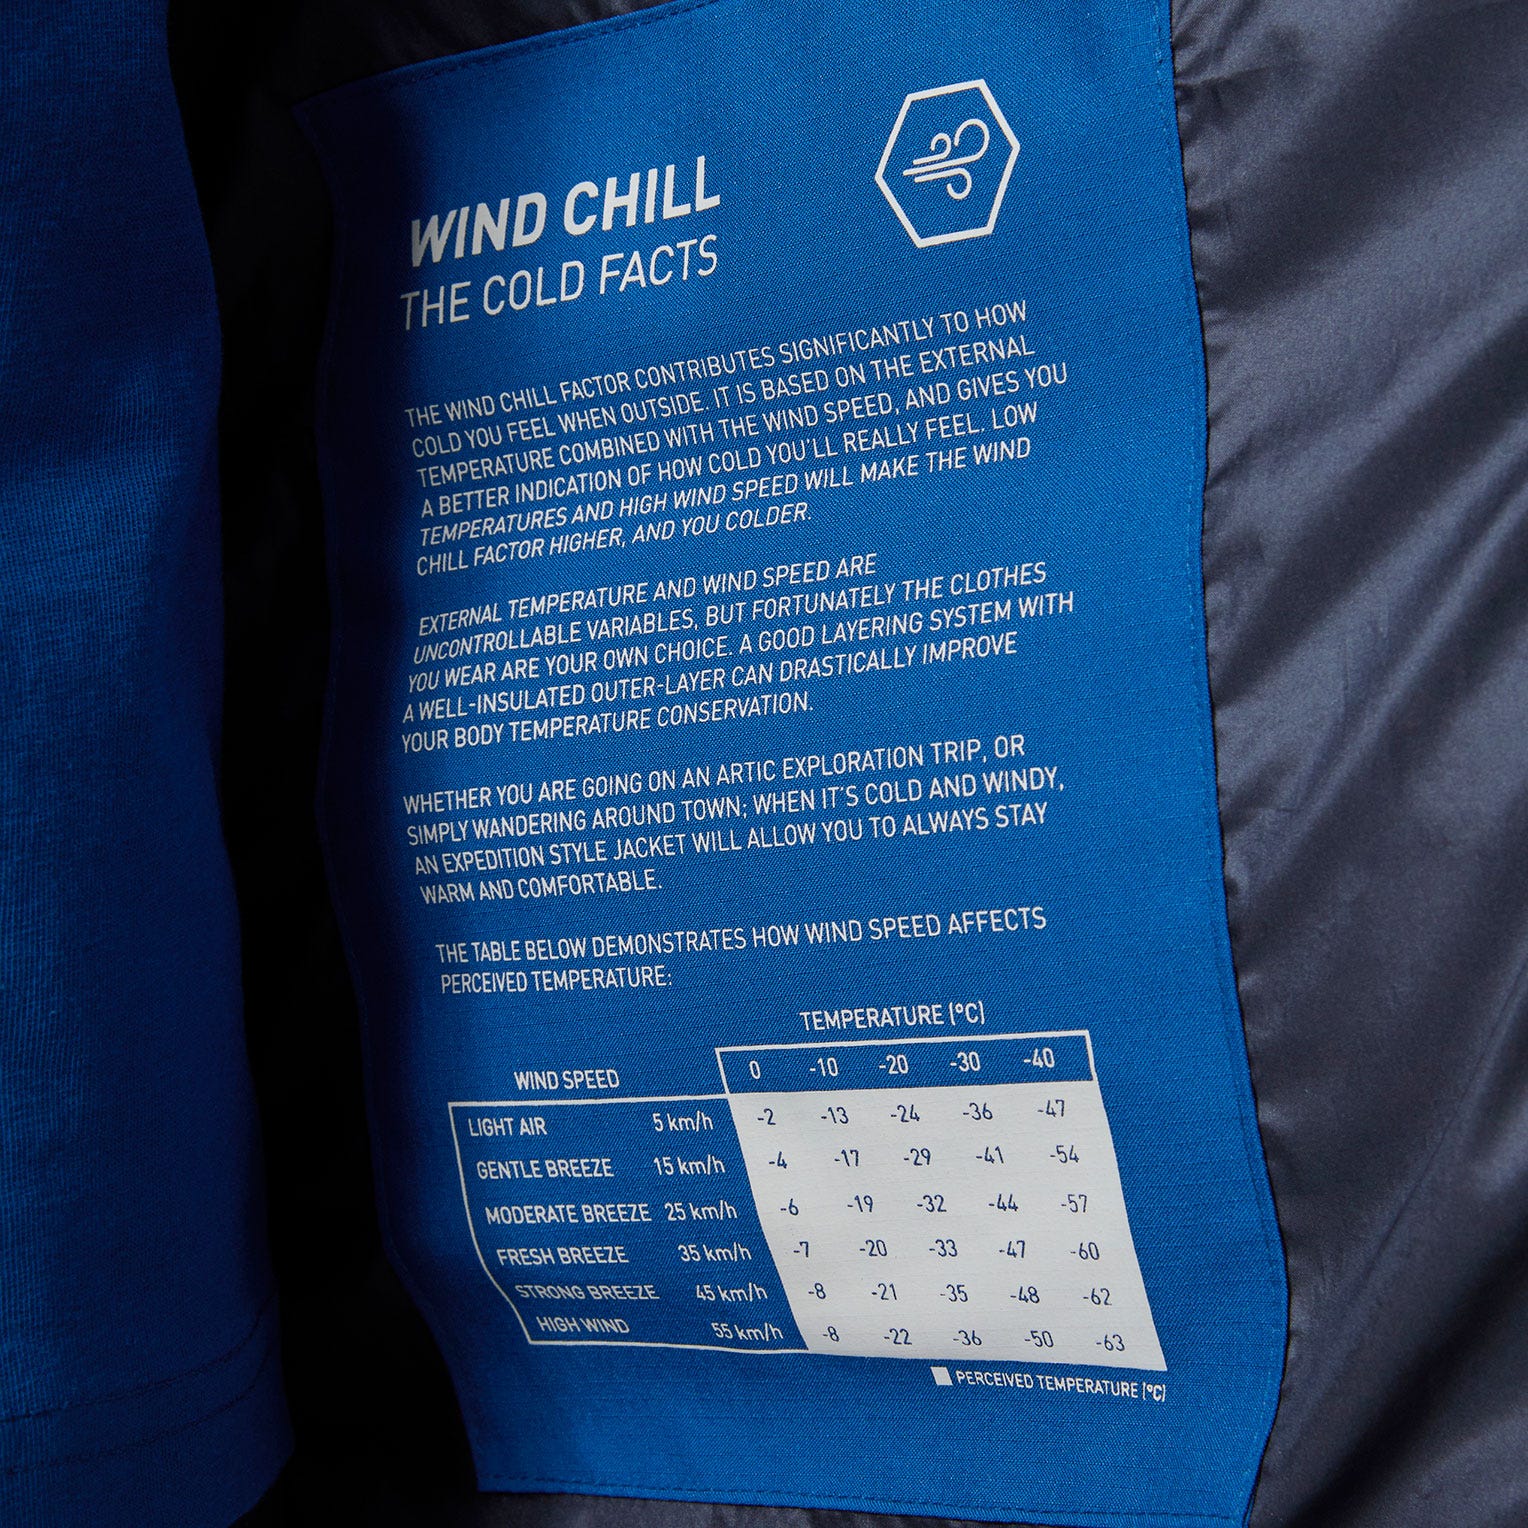 WIND CHILL
THE COLD FACTS
THE WIND CHILL FACTOR CONTRIBUTES SIGNIFICANTLY TO HOW
COLD YOU FEEL WHEN OUTSIDE. IT IS BASED ON THE EXTERNAL
TEMPERATURE COMBINED WITH THE WIND SPEED, AND GIVES YOU
A BETTER INDICATION OF HOW COLD YOU'LL REALLY FEEL. LOW
TEMPERATURES AND HIGH WIND SPEED WILL MAKE THE WIND
CHILL FACTOR HIGHER, AND YOU COLDER.
EXTERNAL TEMPERATURE AND WIND SPEED ARE
UNCONTROLLABLE VARIABLES, BUT FORTUNATELY THE CLOTHES
YOU WEAR ARE YOUR OWN CHOICE. A GOOD LAYERING SYSTEM WITH
A WELL-INSULATED OUTER-LAYER CAN DRASTICALLY IMPROVE
YOUR BODY TEMPERATURE CONSERVATION.
WHETHER YOU ARE GOING ON AN ARTIC EXPLORATION TRIP, OR
SIMPLY WANDERING AROUND TOWN; WHEN IT'S COLD AND WINDY,
AN EXPEDITION STYLE JACKET WILL ALLOW YOU TO ALWAYS STAY
WARM AND COMFORTABLE.
THE TABLE BELOW DEMONSTRATES HOW WIND SPEED AFFECTS
PERCEIVED TEMPERATURE:
TEMPERATURE (°C)
WIND SPEED 0 -10 -20 -30 -40
LIGHT AIR 5 km/h -2 -13 -24 -36 -47
GENTLE BREEZE 15 km/h -4 -17 -29 -41 -54
MODERATE BREEZE 25 km/h -6 -19 -32 -44 -57
FRESH BREEZE 35 km/h -7 -20 -33 -47 -60
STRONG BREEZE 45 km/h -8 -21 -35 -48 -62
HIGH WIND 55 km/h -8 -22 -36 -50 -63
PERCEIVED TEMPERATURE (°C)